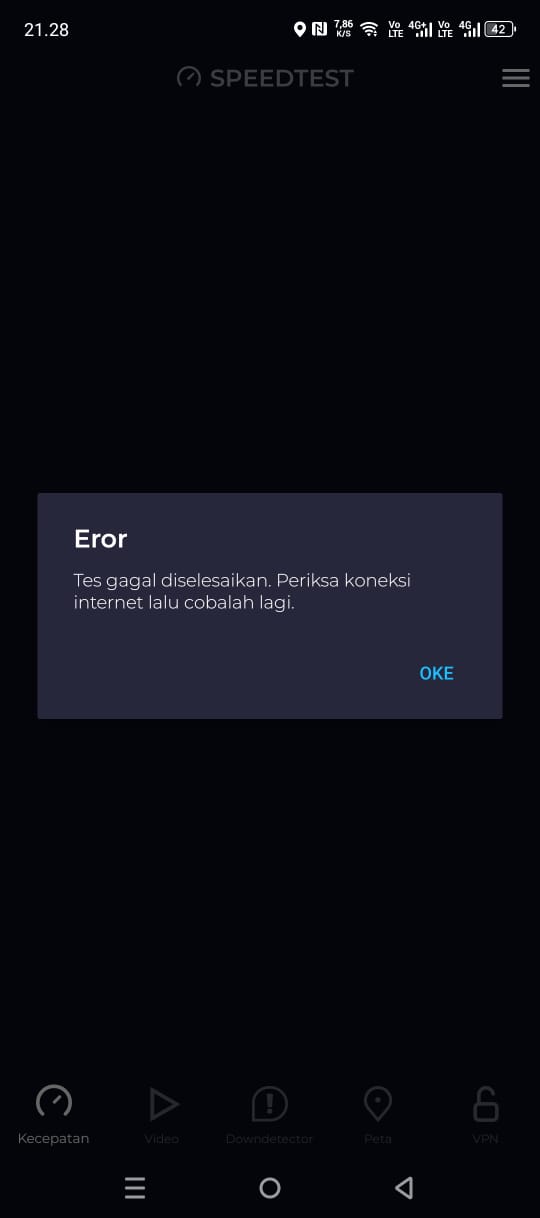 21.28
7,86
K/S
Vo
LTE
4G+
Vo
LTE
4G
42
SPEEDTEST
Eror
Tes gagal diselesaikan. Periksa koneksi
internet lalu cobalah lagi.
OKE
Kecepatan
Video
Downdetector
Peta
VPN